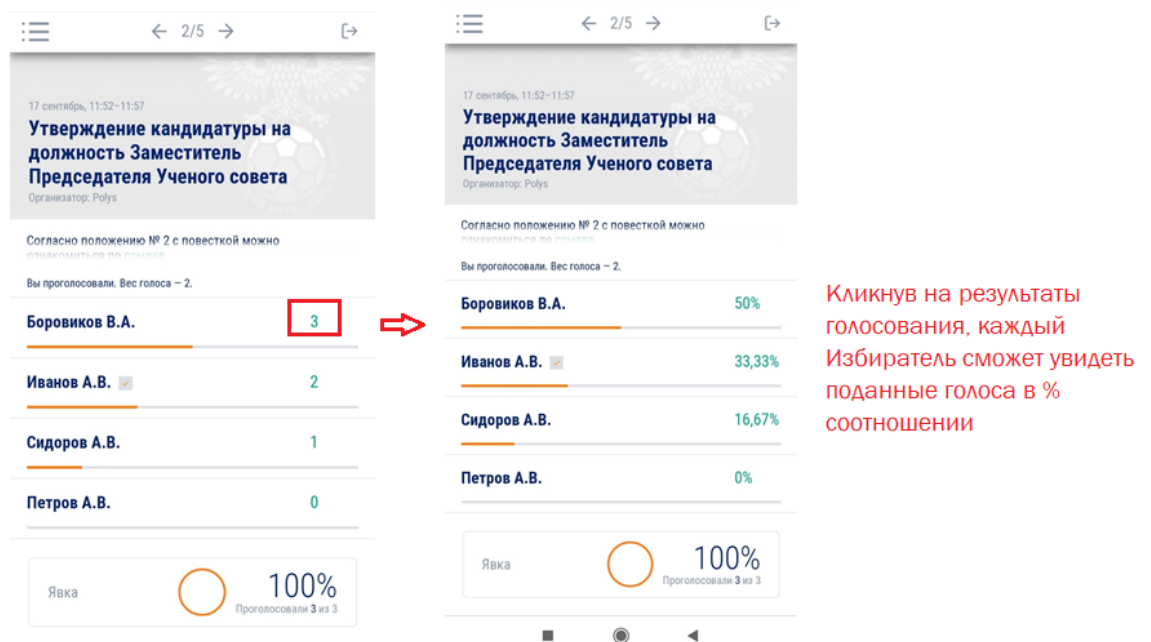 2/5
17 сентябрь, 11:52–11:57
Утверждение кандидатуры на
должность Заместитель
Председателя Ученого совета
Организатор: Polys
Согласно положению № 2 с повесткой можно
ознакомиться по ссылке
Вы проголосовали. Вес голоса – 2.
Боровиков В.А. 3
Иванов А.В. 2
Сидоров А.В. 1
Петров А.В. 0
Явка 100%
Проголосовали 3 из 3
2/5
17 сентябрь, 11:52–11:57
Утверждение кандидатуры на
должность Заместитель
Председателя Ученого совета
Организатор: Polys
Согласно положению № 2 с повесткой можно
ознакомиться по ссылке
Вы проголосовали. Вес голоса – 2.
Боровиков В.А. 50%
Иванов А.В. 33,33%
Сидоров А.В. 16,67%
Петров А.В. 0%
Явка 100%
Проголосовали 3 из 3
Кликнув на результаты
голосования, каждый
Избиратель сможет увидеть
поданные голоса в %
соотношении